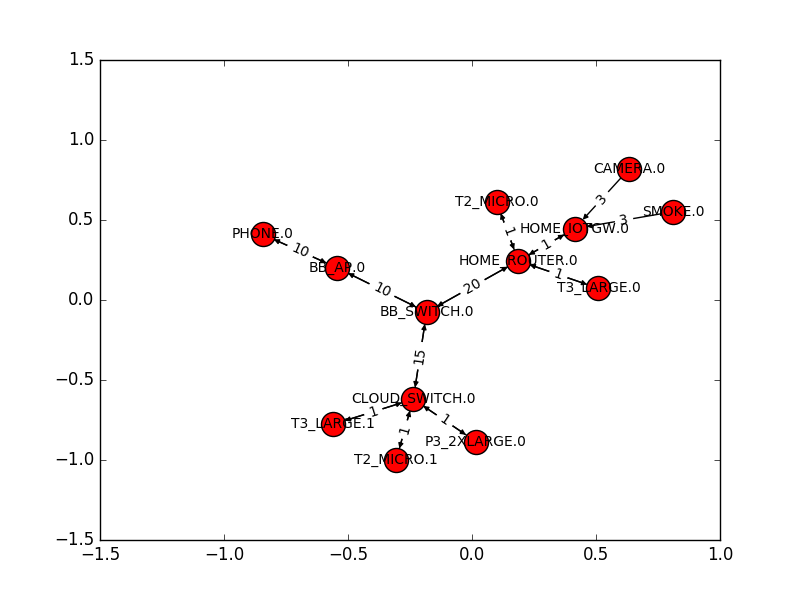 1.5
1.0
0.5
0.0
−0.5
−1.0
−1.5
CAMERA.0
3
T2_MICRO.0
SMOKE.0
3
HOME_IOTGW.0
1
PHONE.0
1
10
HOME_ROUTER.0
BB_AP.0
1
10
20
T3_LARGE.0
BB_SWITCH.0
15
CLOUD_SWITCH.0
1
1
T3_LARGE.1
1
P3_2XLARGE.0
T2_MICRO.1
−1.5
−1.0
−0.5
0.0
0.5
1.0